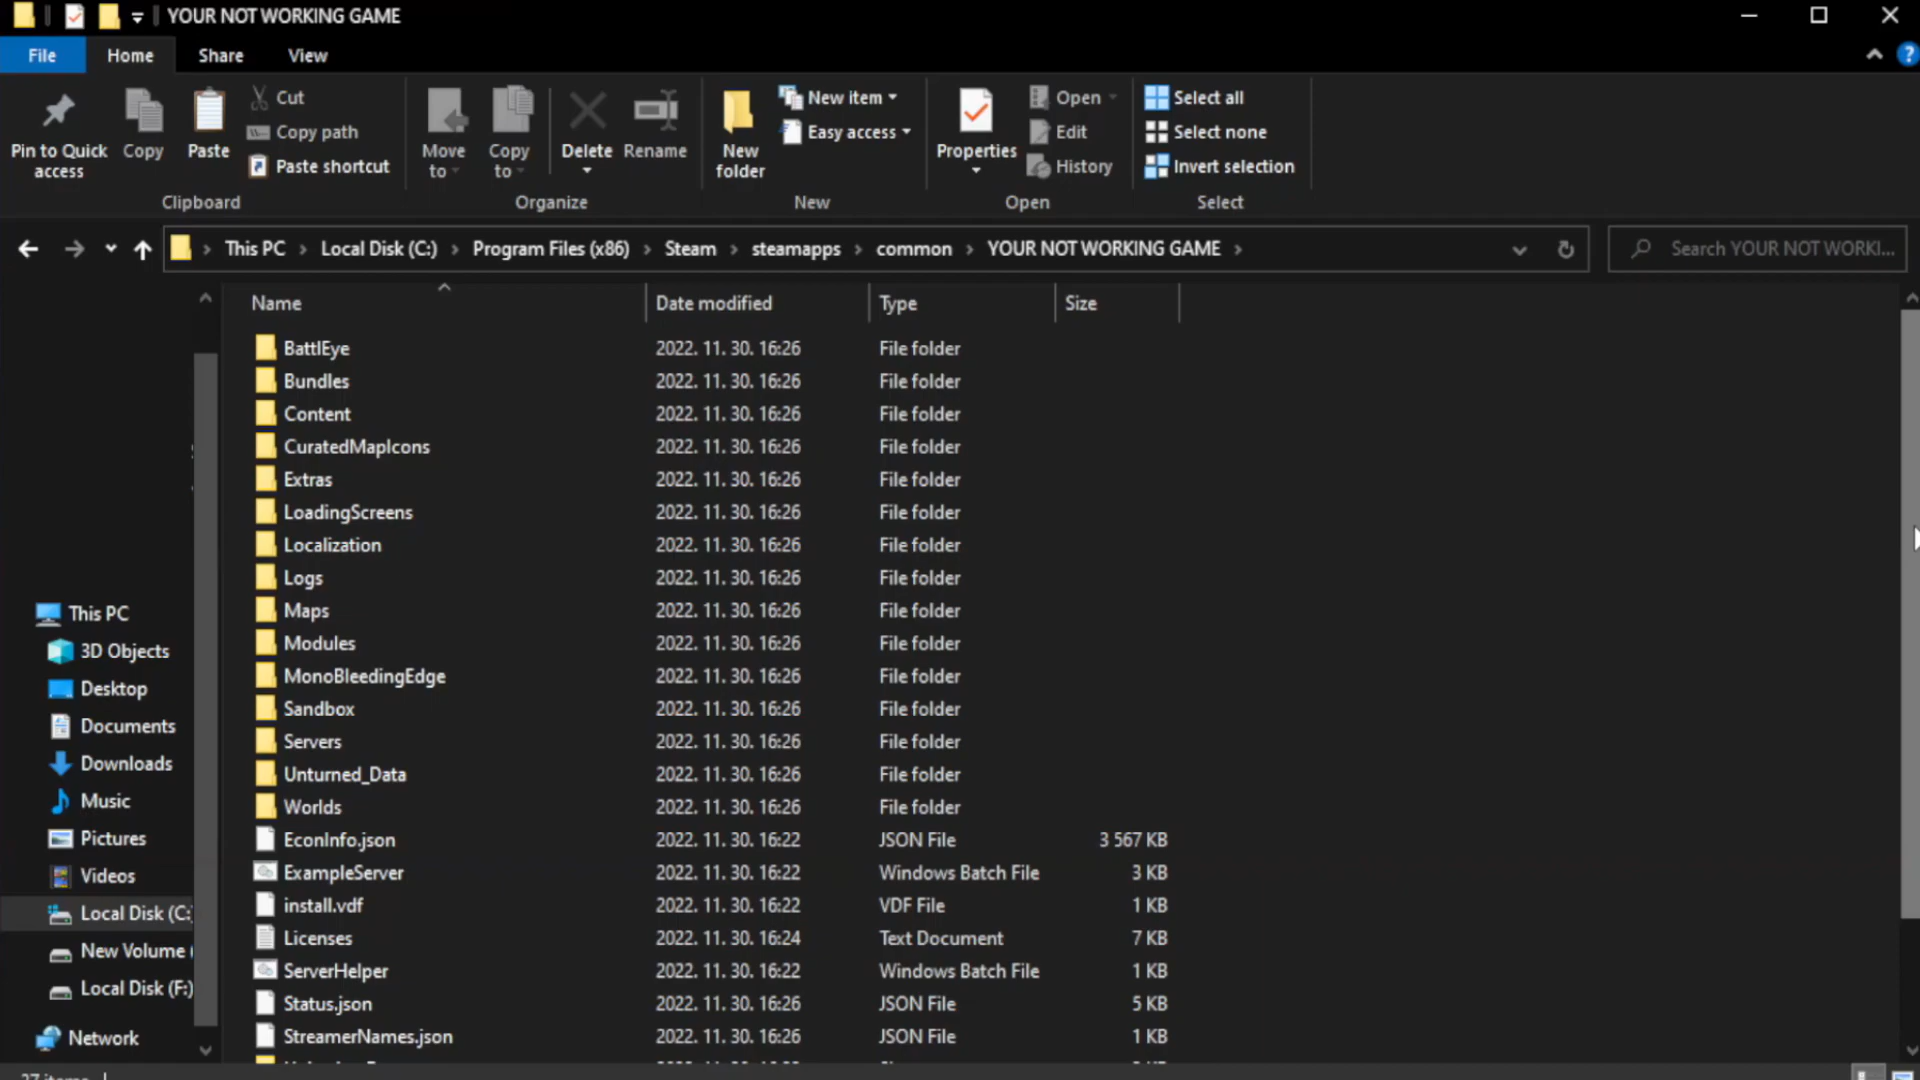 YOUR NOT WORKING GAME
File Home Share View
Pin to Quick access
Copy
Paste
Cut
Copy path
Paste shortcut
Clipboard
Move to
Copy to
Delete
Rename
Organize
New folder
New item
Easy access
New
Properties
Open
Edit
History
Open
Select all
Select none
Invert selection
Select
This PC Local Disk (C:) Program Files (x86) Steam steamapps common YOUR NOT WORKING GAME
Search YOUR NOT WORKI...
Name Date modified Type Size
BattlEye 2022. 11. 30. 16:26 File folder
Bundles 2022. 11. 30. 16:26 File folder
Content 2022. 11. 30. 16:26 File folder
CuratedMapIcons 2022. 11. 30. 16:26 File folder
Extras 2022. 11. 30. 16:26 File folder
LoadingScreens 2022. 11. 30. 16:26 File folder
Localization 2022. 11. 30. 16:26 File folder
Logs 2022. 11. 30. 16:26 File folder
Maps 2022. 11. 30. 16:26 File folder
Modules 2022. 11. 30. 16:26 File folder
MonoBleedingEdge 2022. 11. 30. 16:26 File folder
Sandbox 2022. 11. 30. 16:26 File folder
Servers 2022. 11. 30. 16:26 File folder
Unturned_Data 2022. 11. 30. 16:26 File folder
Worlds 2022. 11. 30. 16:26 File folder
EconInfo.json 2022. 11. 30. 16:22 JSON File 3 567 KB
ExampleServer 2022. 11. 30. 16:22 Windows Batch File 3 KB
install.vdf 2022. 11. 30. 16:22 VDF File 1 KB
Licenses 2022. 11. 30. 16:24 Text Document 7 KB
ServerHelper 2022. 11. 30. 16:22 Windows Batch File 1 KB
Status.json 2022. 11. 30. 16:26 JSON File 5 KB
StreamerNames.json 2022. 11. 30. 16:26 JSON File 1 KB
This PC
3D Objects
Desktop
Documents
Downloads
Music
Pictures
Videos
Local Disk (C:
New Volume (
Local Disk (F:)
Network